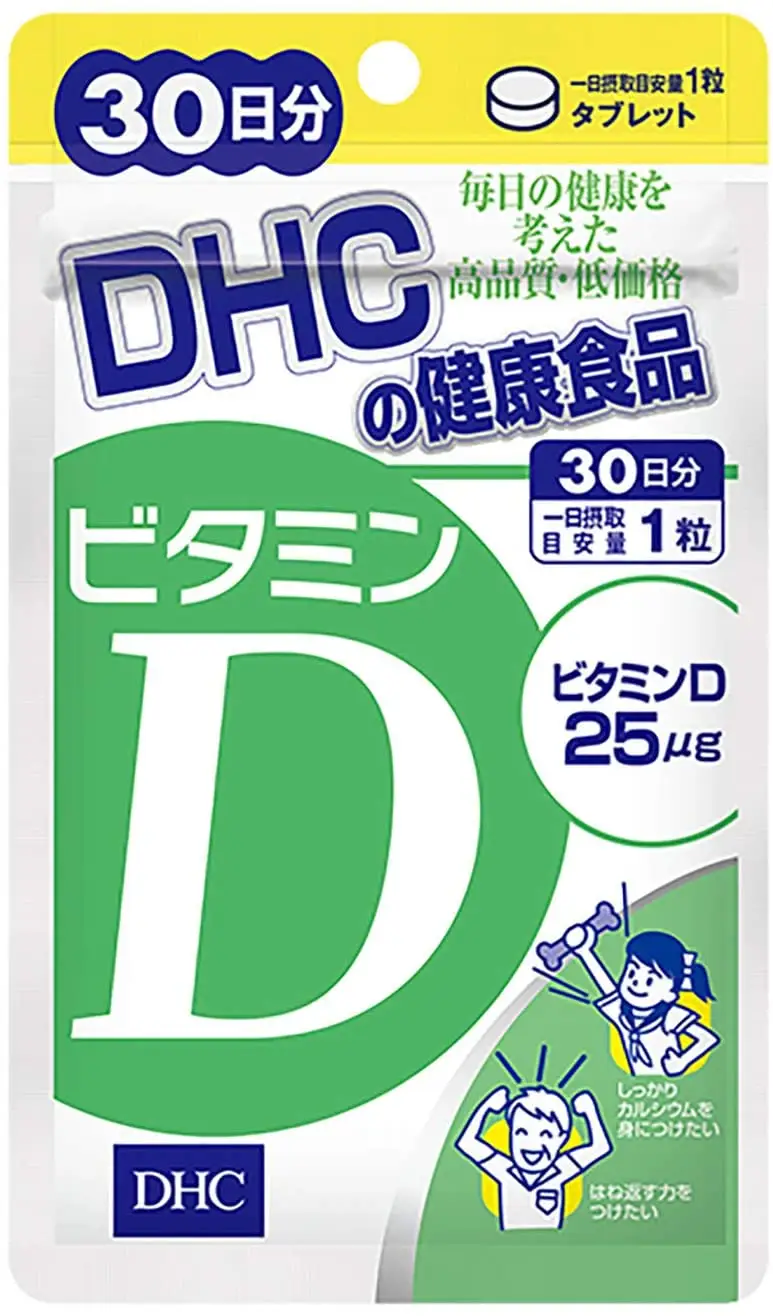 30日分
一日摂取目安量1粒
タブレット
毎日の健康を
考えた
高品質・低価格
DHC
の健康食品
30日分
一日摂取
目安量 1粒
ビタミン
D
ビタミンD
25μg
しっかり
カルシウムを
身につけたい
はね返す力を
つけたい
DHC